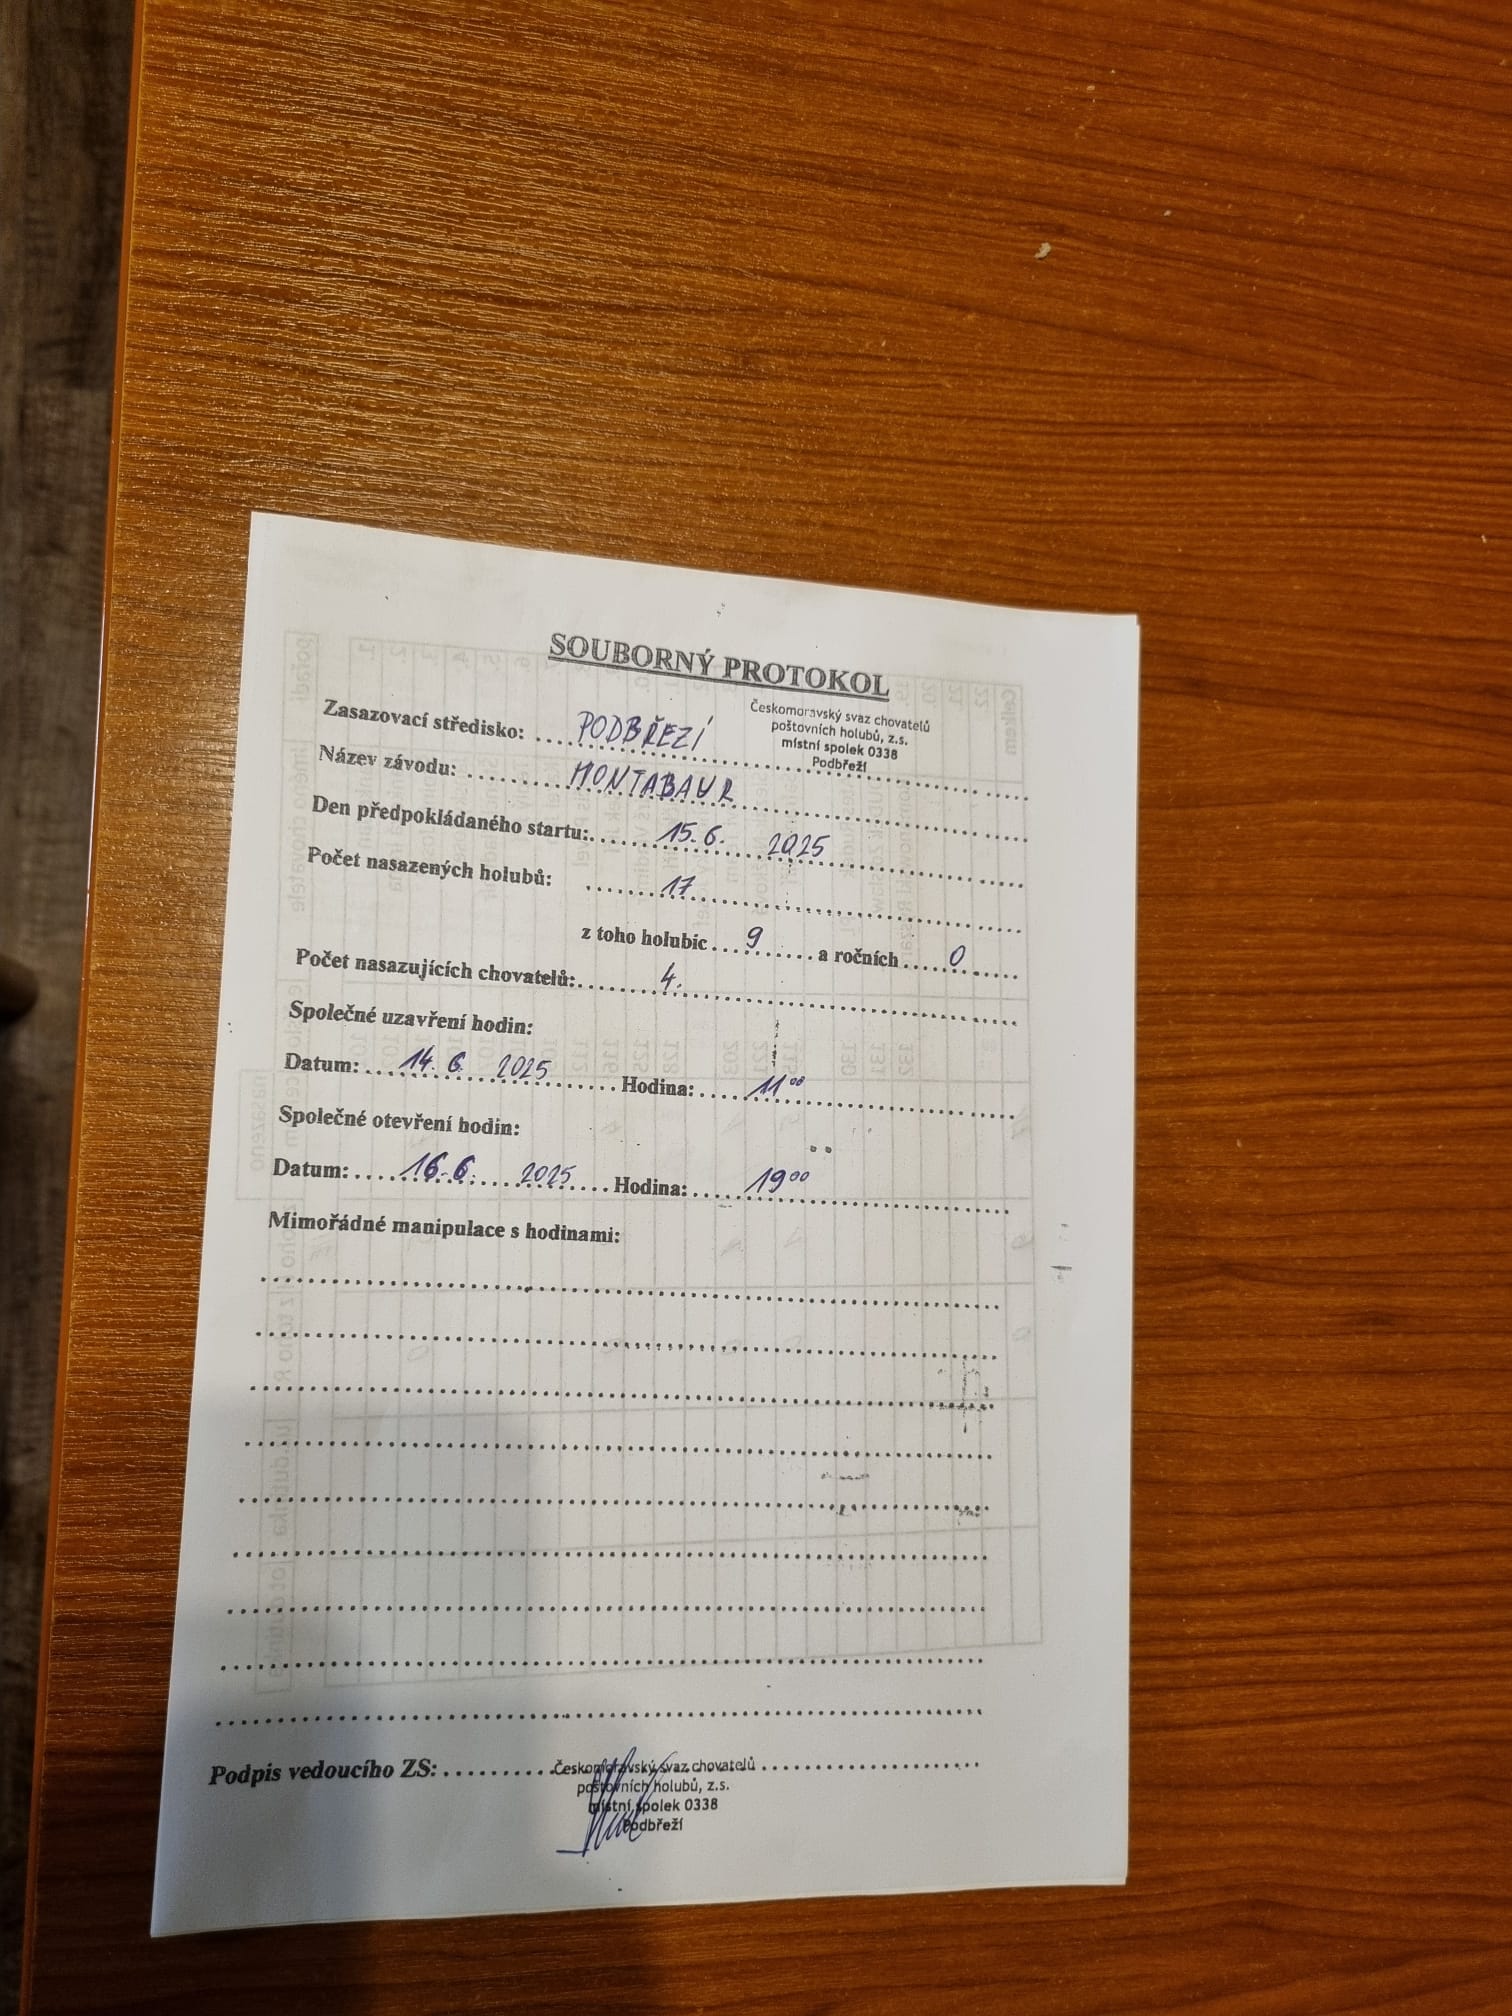 SOUBORNÝ PROTOKOL
Zasazovací středisko: PODBŘEZÍ
Českomoravský svaz chovatelů
poštovních holubů, z.s.
místní spolek 0338
Podbřeží
Název závodu: MONTABAUR
Den předpokládaného startu: 15.6. 2025
Počet nasazených holubů: 17
z toho holubic 9 a ročních 0
Počet nasazujících chovatelů: 4.
Společné uzavření hodin:
Datum: 14. 6. 2025 Hodina: 11⁰⁰
Společné otevření hodin:
Datum: 16.6. 2025 Hodina: 19⁰⁰
Mimořádné manipulace s hodinami:
Podpis vedoucího ZS:
Českomoravský svaz chovatelů
poštovních holubů, z.s.
místní spolek 0338
Podbřeží